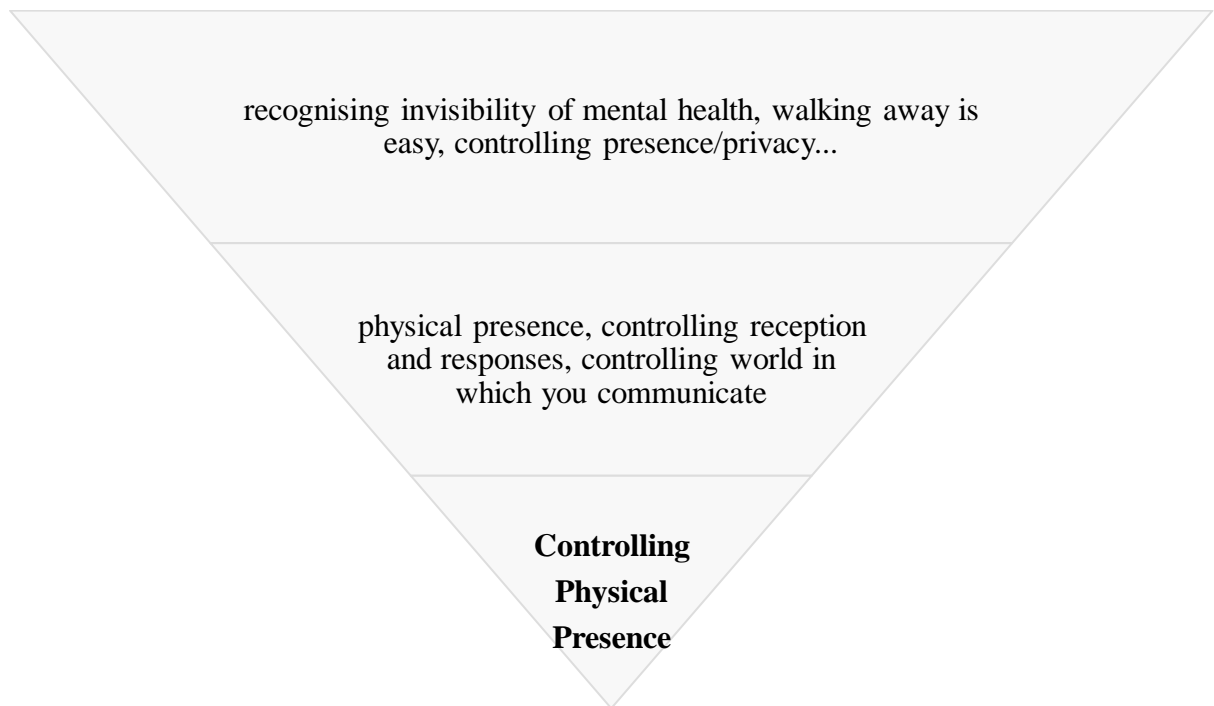 recognising invisibility of mental health, walking away is
easy, controlling presence/privacy...
physical presence, controlling reception
and responses, controlling world in
which you communicate
Controlling
Physical
Presence